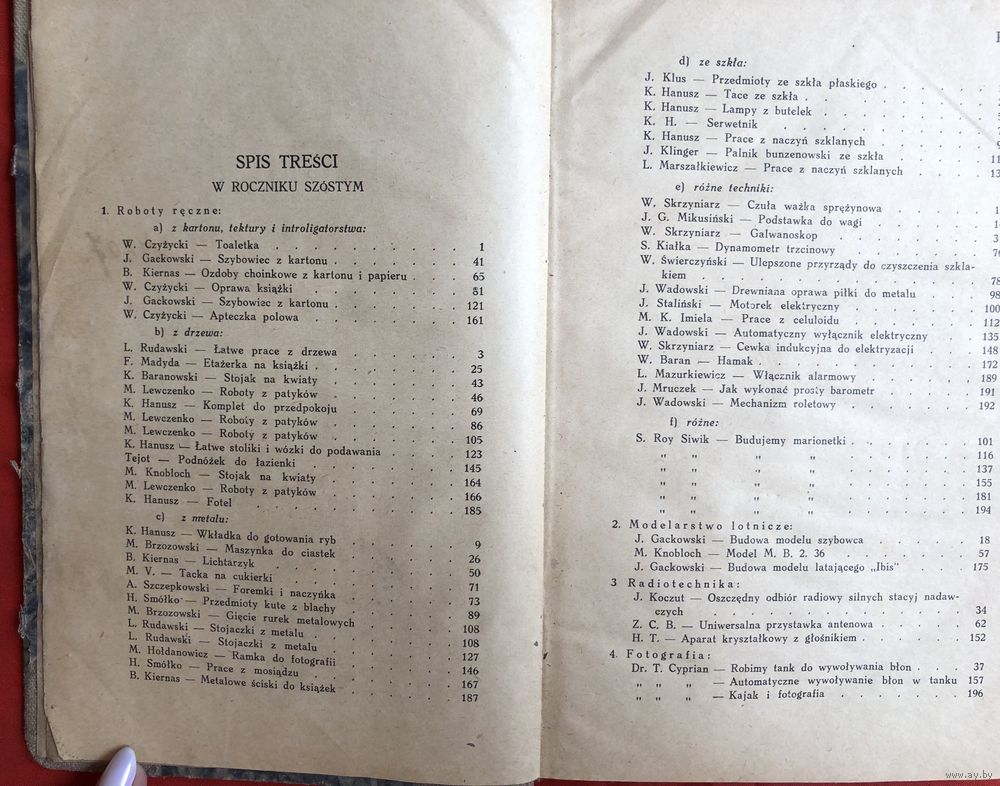 SPIS TREŚCI
W ROCZNIKU SZÓSTYM
1. Roboty ręczne:
a) z kartonu, tektury i introligatorstwa:
W. Czyżycki — Toaletka . . . . . . . 1
J. Gackowski — Szybowiec z kartonu . . . . . 41
B. Kiernas — Ozdoby choinkowe z kartonu i papieru . . . 65
W. Czyżycki — Oprawa książki . . . . . . 81
J. Gackowski — Szybowiec z kartonu . . . . . 121
W. Czyżycki — Apteczka polowa . . . . . . 161
b) z drzewa:
L. Rudawski — Łatwe prace z drzewa . . . . . 3
F. Madyda — Etażerka na książki . . . . . . 25
K. Baranowski — Stojak na kwiaty . . . . . 43
M. Lewczenko — Roboty z patyków . . . . . 46
K. Hanusz — Komplet do przedpokoju . . . . . 69
M. Lewczenko — Roboty z patyków . . . . . 86
M. Lewczenko — Roboty z patyków . . . . . 105
K. Hanusz — Łatwe stoliki i wózki do podawania . . . 123
Tejot — Podnóżek do łazienki . . . . . . 145
M. Knobloch — Stojak na kwiaty . . . . . 164
M. Lewczenko — Roboty z patyków . . . . . 166
K. Hanusz — Fotel . . . . . . . . 185
c) z metalu:
K. Hanusz — Wkładka do gotowania ryb . . . . 9
M. Brzozowski — Maszynka do ciastek . . . . . 26
B. Kiernas — Lichtarzyk . . . . . . . 50
M. V. — Tacka na cukierki . . . . . . 71
A. Szczepkowski — Foremki i naczyńka . . . . 73
H. Smółko — Przedmioty kute z blachy . . . . 89
M. Brzozowski — Gięcie rurek metalowych . . . . 108
L. Rudawski — Stojaczki z metalu . . . . . 108
L. Rudawski — Stojaczki z metalu . . . . . 127
M. Hołdanowicz — Ramka do fotografii . . . . 146
H. Smółko — Prace z mosiądzu . . . . . 167
B. Kiernas — Metalowe ściski do książek . . . . 187
d) ze szkła:
J. Klus — Przedmioty ze szkła płaskiego . . . .
K. Hanusz — Tace ze szkła . . . . . .
K. Hanusz — Lampy z butelek . . . . . .
K. H. — Serwetnik . . . . . . .
K. Hanusz — Prace z naczyń szklanych . . . .
J. Klinger — Palnik bunzenowski ze szkła . . . . 11
L. Marszałkiewicz — Prace z naczyń szklanych . . . . 13
e) różne techniki:
W. Skrzyniarz — Czuła ważka sprężynowa . . . . 1
J. G. Mikusiński — Podstawka do wagi . . . . 1
W. Skrzyniarz — Galwanoskop . . . . . . 3
S. Kiałka — Dynamometr trzcinowy . . . . . 7
W. Świerczyński — Ulepszone przyrządy do czyszczenia szkla-
kiem . . . . . . . . . 78
J. Wadowski — Drewniana oprawa piłki do metalu . . . 98
J. Staliński — Motorek elektryczny . . . . . 100
M. K. Imiela — Prace z celuloidu . . . . . 112
J. Wadowski — Automatyczny wyłącznik elektryczny . . . 135
W. Skrzyniarz — Cewka indukcyjna do elektryzacji . . . 148
W. Baran — Hamak . . . . . . . . 172
L. Mazurkiewicz — Włącznik alarmowy . . . . . 189
J. Mruczek — Jak wykonać prosty barometr . . . . 191
J. Wadowski — Mechanizm roletowy . . . . . 192
f) różne:
S. Roy Siwik — Budujemy marionetki . . . . . 101
„ „ „ „ . . . . . 116
„ „ „ „ . . . . . 137
„ „ „ „ . . . . . 155
„ „ „ „ . . . . . 181
„ „ „ „ . . . . . 194
2. Modelarstwo lotnicze:
J. Gackowski — Budowa modelu szybowca . . . . 18
M. Knobloch — Model M. B. 2. 36 . . . . . 57
J. Gackowski — Budowa modelu latającego „Ibis" . . . 175
3 Radiotechnika:
J. Koczut — Oszczędny odbiór radiowy silnych stacyj nadaw-
czych . . . . . . . . . 34
Z. C. B. — Uniwersalna przystawka antenowa . . . . 62
H. T. — Aparat kryształkowy z głośnikiem . . . . 152
4. Fotografia:
Dr. T. Cyprian — Robimy tank do wywoływania błon . . . 37
„ „ „ — Automatyczne wywoływanie błon w tanku 157
„ „ „ — Kajak i fotografia . . . . . . 196
www.ay.by